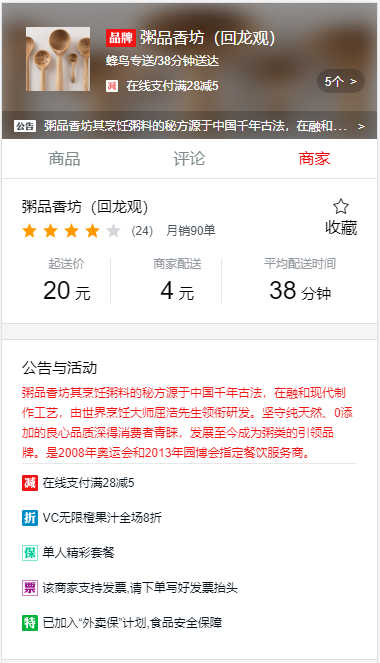 品牌 粥品香坊（回龙观）
蜂鸟专送/38分钟送达
减 在线支付满28减5
5个 >
公告 粥品香坊其烹饪粥料的秘方源于中国千年古法，在融和... >
商品 评论 商家
粥品香坊（回龙观）
(24) 月销90单
收藏
起送价 商家配送 平均配送时间
20 元 4 元 38 分钟
公告与活动
粥品香坊其烹饪粥料的秘方源于中国千年古法，在融和现代制
作工艺，由世界烹饪大师屈浩先生领衔研发。坚守纯天然、0添
加的良心品质深得消费者青睐，发展至今成为粥类的引领品
牌。是2008年奥运会和2013年园博会指定餐饮服务商。
减 在线支付满28减5
折 VC无限橙果汁全场8折
保 单人精彩套餐
票 该商家支持发票,请下单写好发票抬头
特 已加入“外卖保”计划,食品安全保障